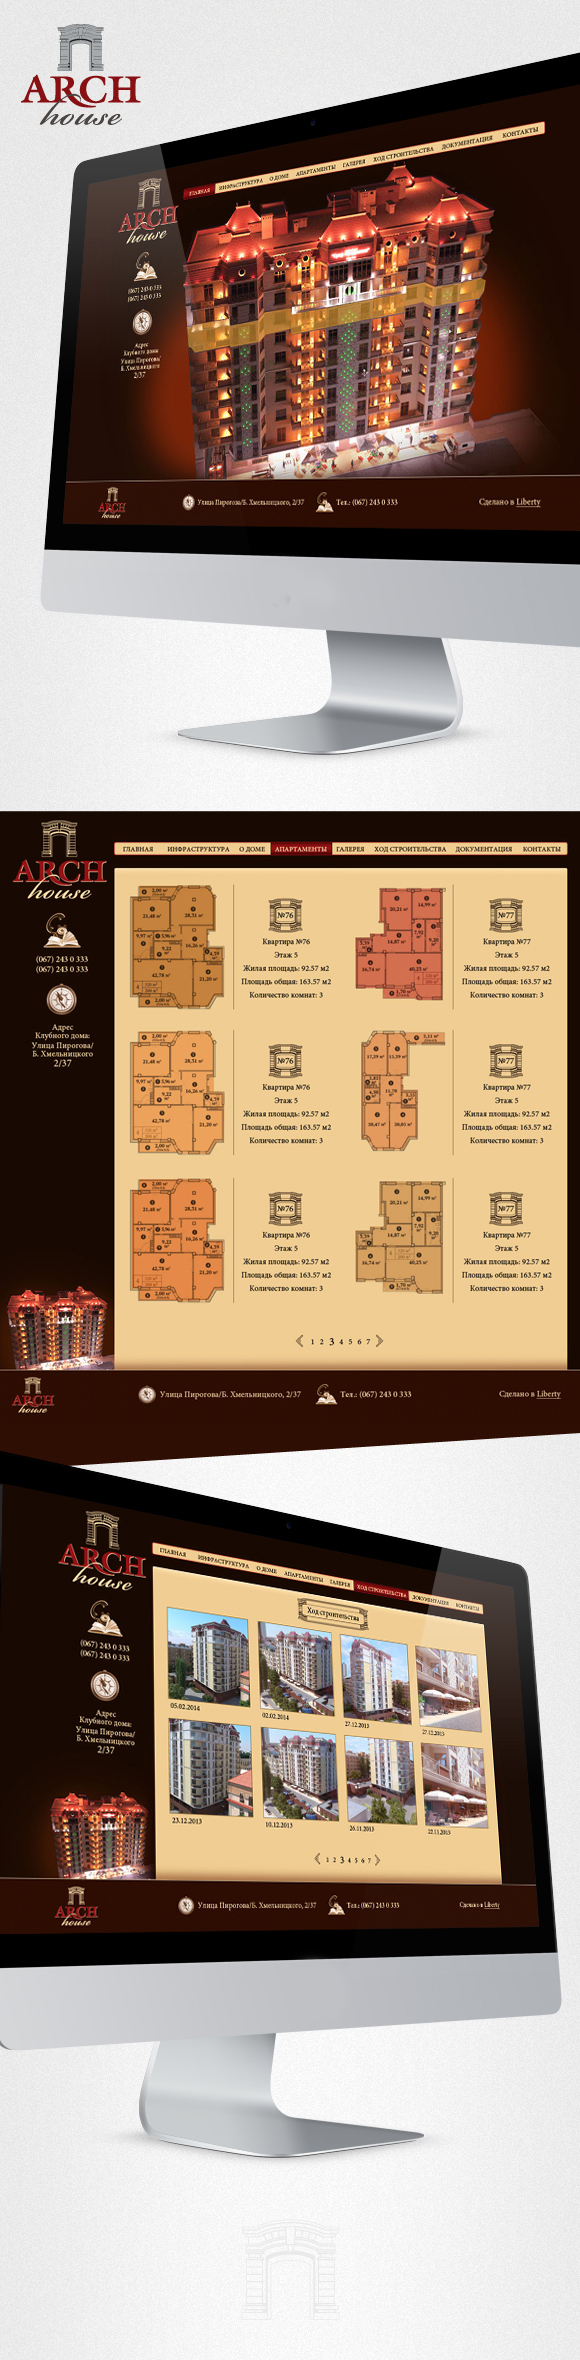 ARCH
house
ГЛАВНАЯ ИНФРАСТРУКТУРА О ДОМЕ АПАРТАМЕНТЫ ГАЛЕРЕЯ ХОД СТРОИТЕЛЬСТВА ДОКУМЕНТАЦИЯ КОНТАКТЫ
ARCH
house
(067) 243 0 333
(067) 243 0 333
Адрес
Клубного дома:
Улица Пирогова/
Б. Хмельницкого
2/37
ARCH
house
Улица Пирогова/Б. Хмельницкого, 2/37
Тел.: (067) 243 0 333
Сделано в Liberty
ARCH
house
ГЛАВНАЯ ИНФРАСТРУКТУРА О ДОМЕ АПАРТАМЕНТЫ ГАЛЕРЕЯ ХОД СТРОИТЕЛЬСТВА ДОКУМЕНТАЦИЯ КОНТАКТЫ
(067) 243 0 333
(067) 243 0 333
Адрес
Клубного дома:
Улица Пирогова/
Б. Хмельницкого
2/37
№76
Квартира №76
Этаж 5
Жилая площадь: 92.57 м2
Площадь общая: 163.57 м2
Количество комнат: 3
№77
Квартира №77
Этаж 5
Жилая площадь: 92.57 м2
Площадь общая: 163.57 м2
Количество комнат: 3
№76
Квартира №76
Этаж 5
Жилая площадь: 92.57 м2
Площадь общая: 163.57 м2
Количество комнат: 3
№77
Квартира №77
Этаж 5
Жилая площадь: 92.57 м2
Площадь общая: 163.57 м2
Количество комнат: 3
№76
Квартира №76
Этаж 5
Жилая площадь: 92.57 м2
Площадь общая: 163.57 м2
Количество комнат: 3
№77
Квартира №77
Этаж 5
Жилая площадь: 92.57 м2
Площадь общая: 163.57 м2
Количество комнат: 3
1 2 3 4 5 6 7
ARCH
house
Улица Пирогова/Б. Хмельницкого, 2/37
Тел.: (067) 243 0 333
Сделано в Liberty
ARCH
house
ГЛАВНАЯ ИНФРАСТРУКТУРА О ДОМЕ АПАРТАМЕНТЫ ГАЛЕРЕЯ ХОД СТРОИТЕЛЬСТВА ДОКУМЕНТАЦИЯ КОНТАКТЫ
(067) 243 0 333
(067) 243 0 333
Адрес
Клубного дома:
Улица Пирогова/
Б. Хмельницкого
2/37
Ход строительства
05.02.2014
02.02.2014
27.12.2013
27.12.2013
23.12.2013
10.12.2013
26.11.2013
22.11.2013
1 2 3 4 5 6 7
ARCH
house
Улица Пирогова/Б. Хмельницкого, 2/37
Тел.: (067) 243 0 333
Сделано в Liberty